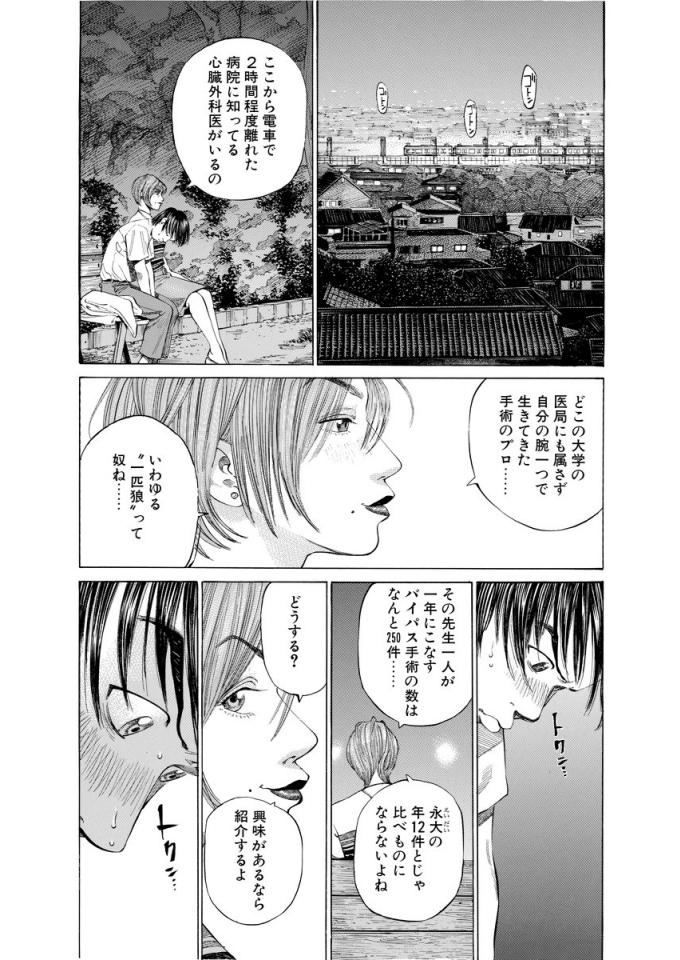 ゴトン
ゴトン
ゴトン
ここから電車で
2時間程度離れた
病院に知ってる
心臓外科医がいるの
どこの大学の
医局にも属さず
自分の腕一つで
生きてきた
手術のプロ……
いわゆる
〝一匹狼〟って
奴ね……
トクン…
その先生一人が
一年にこなす
バイパス手術の数は
なんと250件……
永大の
えいだい
年12件とじゃ
比べものに
ならないよね
どうする?
興味があるなら
紹介するよ
トクン…